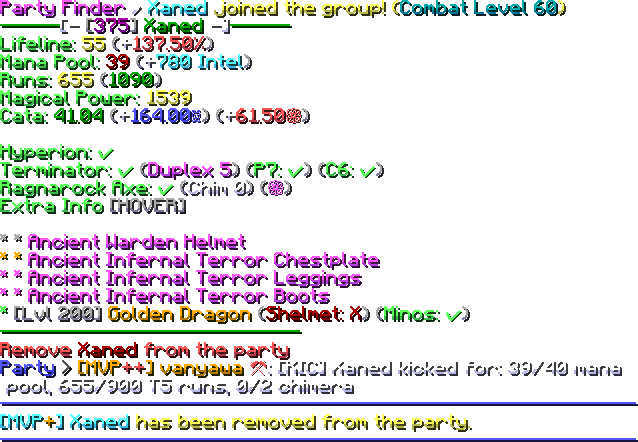 Party Finder > Xaned joined the group! (Combat Level 60)
[- [375] Xaned -]
Lifeline: 55 (+137.50%)
Mana Pool: 39 (+780 Intel)
Runs: 655 (1090)
Magical Power: 1539
Cata: 41.04 (+164.00) (+61.50)
Hyperion: ✓
Terminator: ✓ (Duplex 5) (P7: ✓) (C6: ✓)
Ragnarock Axe: ✓ (Chim 0) ()
Extra Info [HOVER]
* * Ancient Warden Helmet
* * Ancient Infernal Terror Chestplate
* * Ancient Infernal Terror Leggings
* * Ancient Infernal Terror Boots
* [Lvl 200] Golden Dragon (Shelmet: X) (Minos: ✓)
Remove Xaned from the party
Party > [MVP++] vanyaua ⚒: [KIC] Xaned kicked for: 39/40 mana
pool, 655/900 T5 runs, 0/2 chimera
[MVP+] Xaned has been removed from the party.